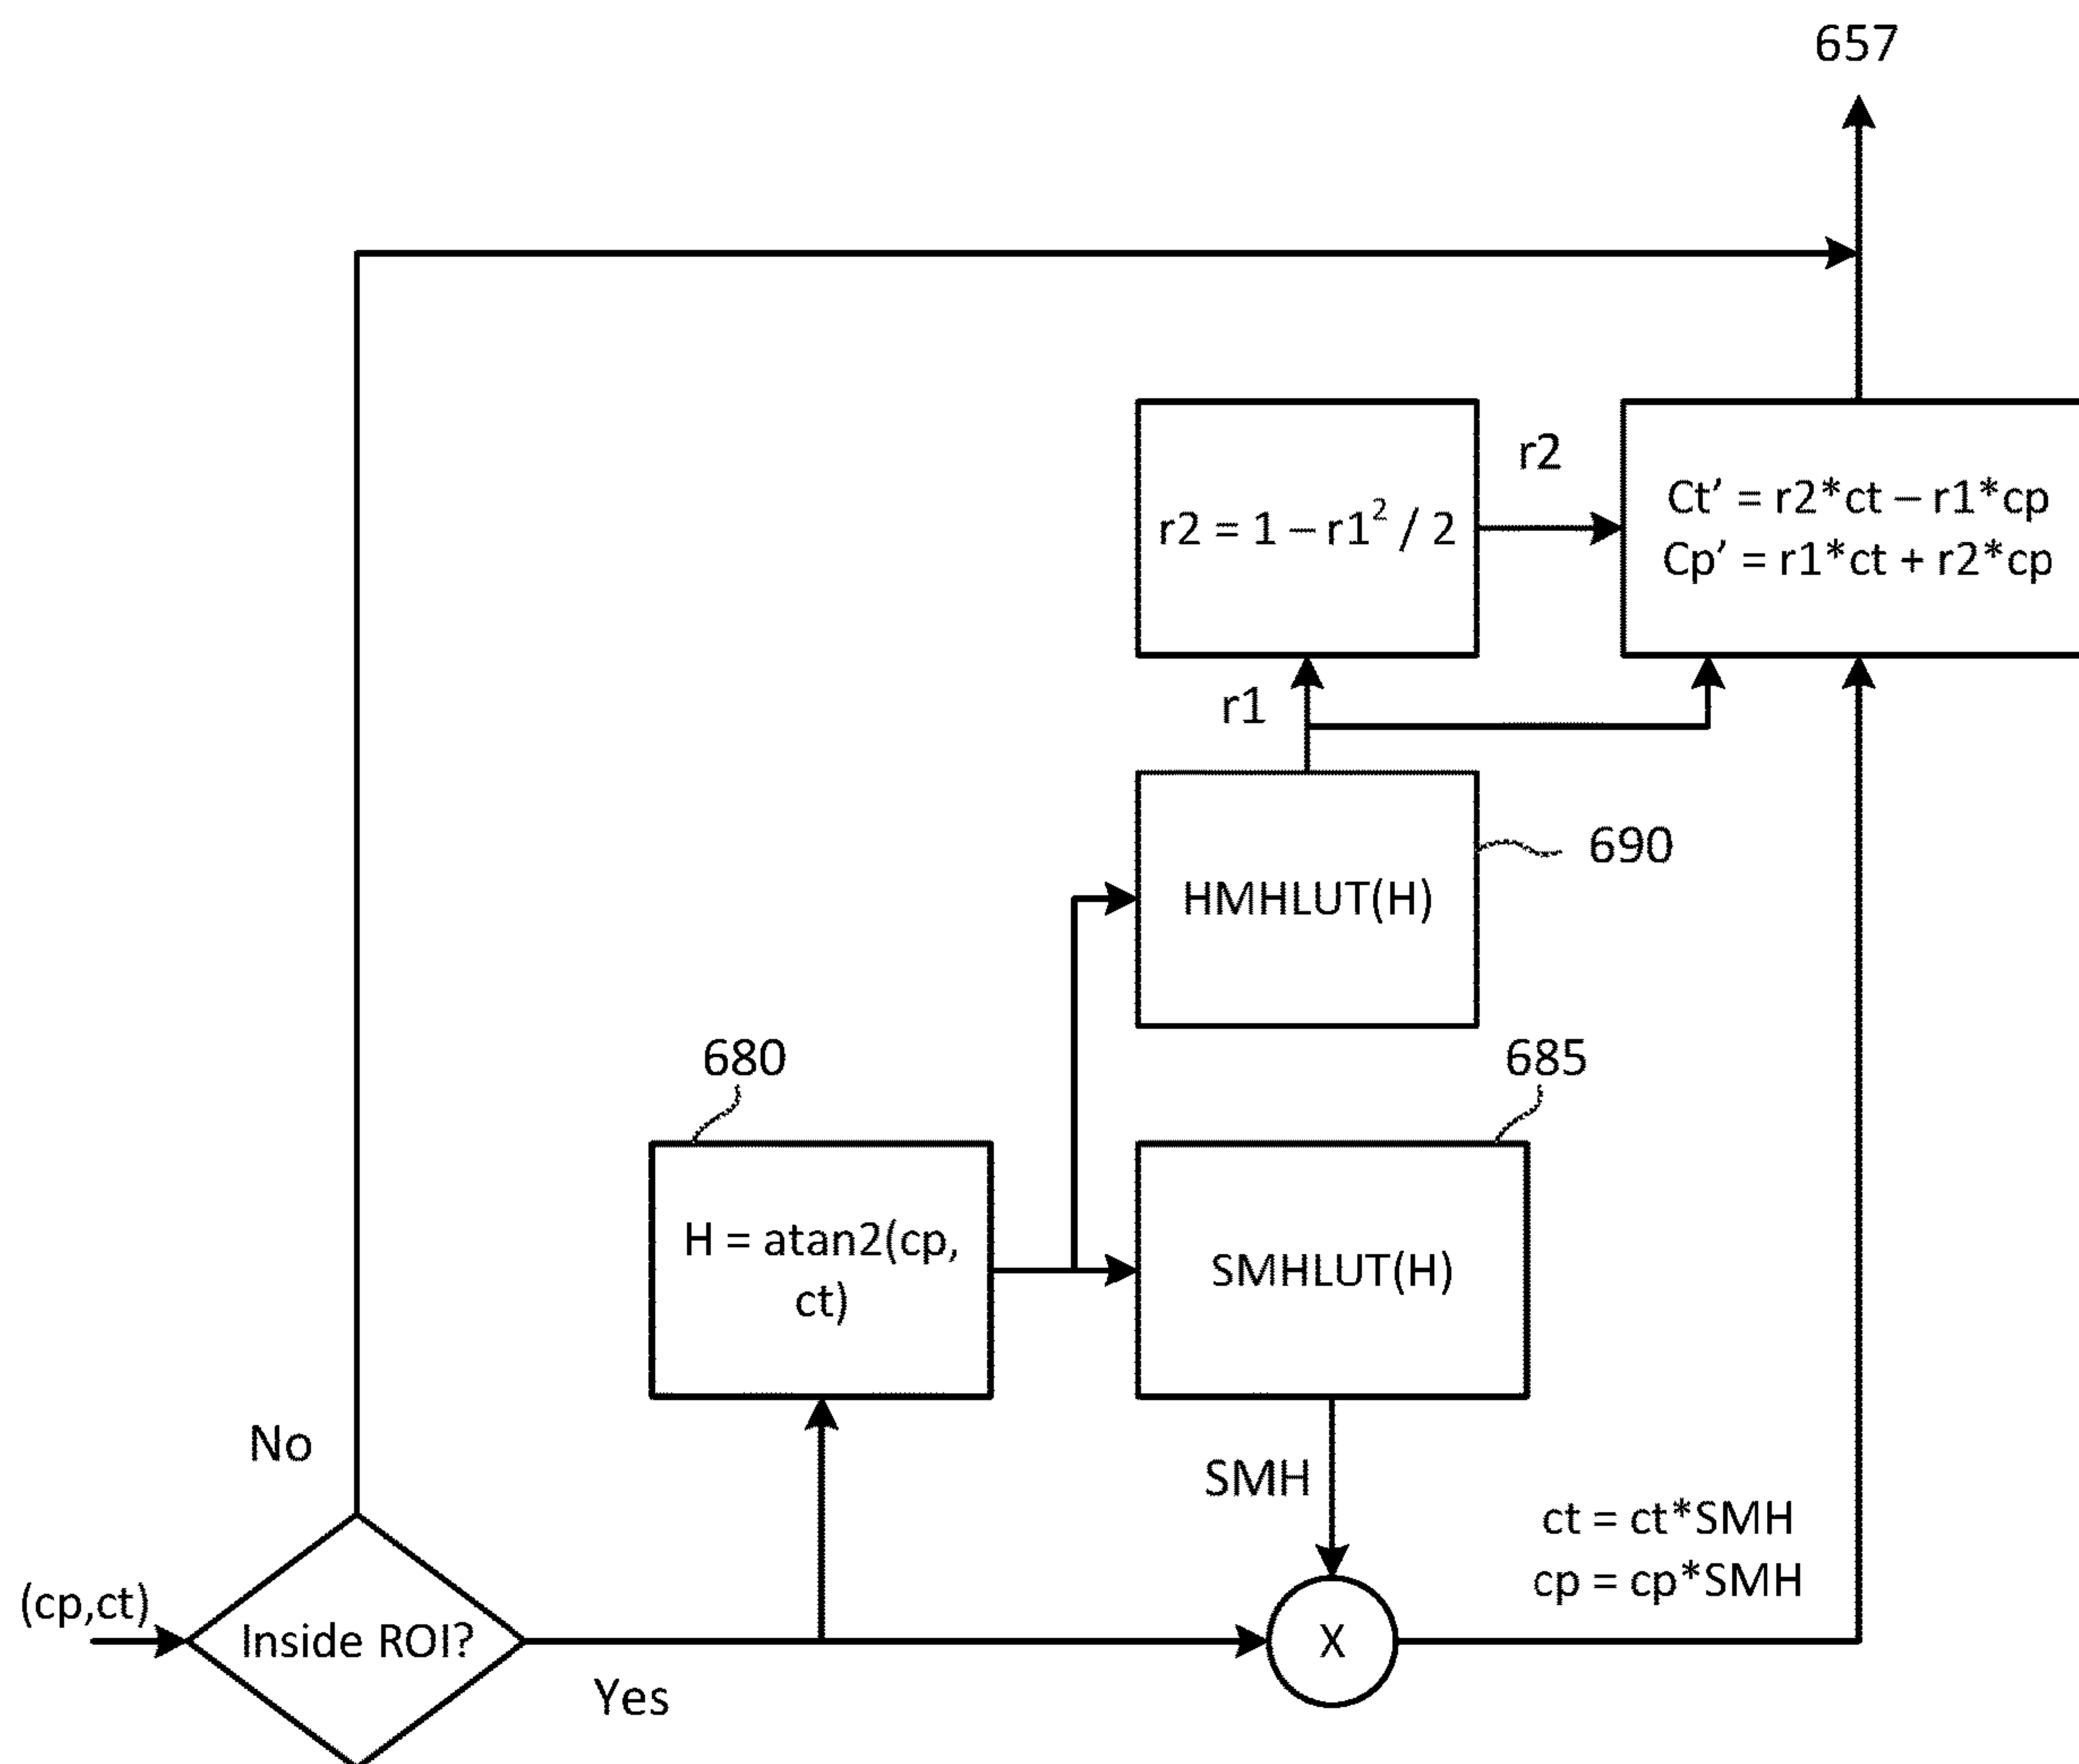 657
r2
r2 = 1 – r1² / 2
Ct’ = r2*ct – r1*cp
Cp’ = r1*ct + r2*cp
r1
690
HMHLUT(H)
680
685
H = atan2(cp,
ct)
SMHLUT(H)
No
SMH
ct = ct*SMH
cp = cp*SMH
(cp,ct)
Inside ROI?
X
Yes